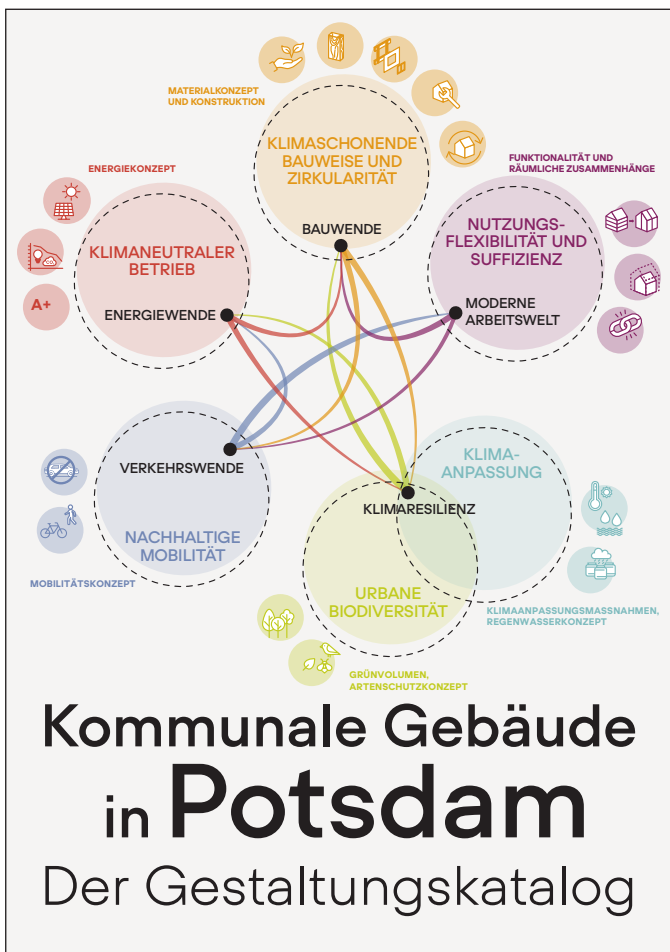 MATERIALKONZEPT
UND KONSTRUKTION
KLIMASCHONENDE
BAUWEISE UND
ZIRKULARITÄT
BAUWENDE
ENERGIEKONZEPT
KLIMANEUTRALER
BETRIEB
ENERGIEWENDE
CO₂
A+
FUNKTIONALITÄT UND
RÄUMLICHE ZUSAMMENHÄNGE
NUTZUNGS-
FLEXIBILITÄT UND
SUFFIZIENZ
MODERNE
ARBEITSWELT
VERKEHRSWENDE
NACHHALTIGE
MOBILITÄT
MOBILITÄTSKONZEPT
KLIMA-
ANPASSUNG
KLIMARESILIENZ
URBANE
BIODIVERSITÄT
KLIMAANPASSUNGSMASSNAHMEN,
REGENWASSERKONZEPT
GRÜNVOLUMEN,
ARTENSCHUTZKONZEPT
Kommunale Gebäude
in Potsdam
Der Gestaltungskatalog